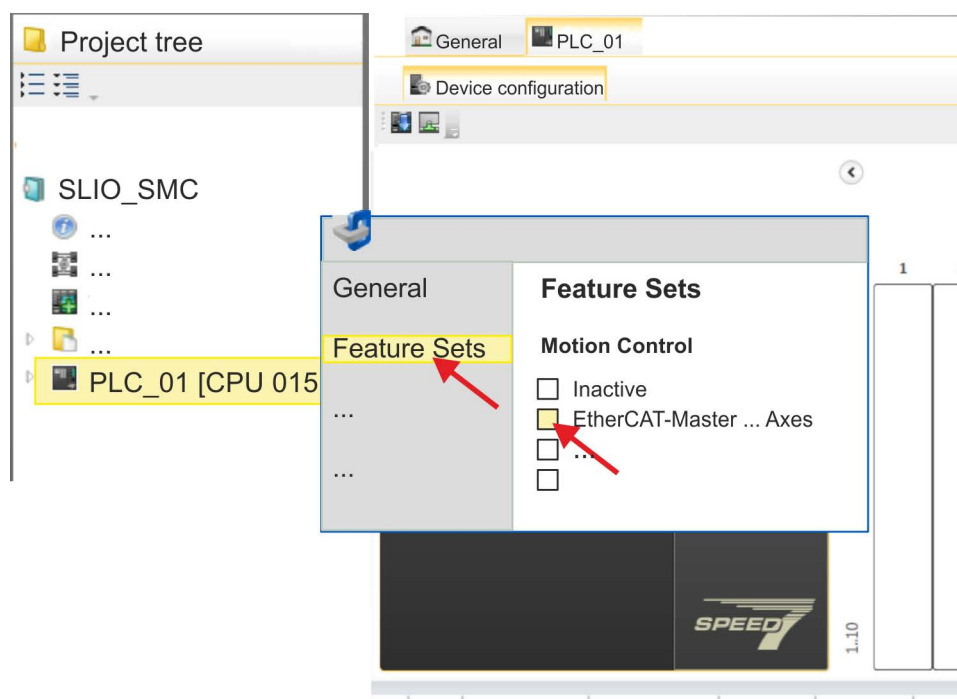 Project tree
SLIO_SMC
...
...
...
...
PLC_01 [CPU 015
General
PLC_01
Device configuration
General
Feature Sets
...
...
Feature Sets
Motion Control
Inactive
EtherCAT-Master ... Axes
...
1
SPEED7
1..10